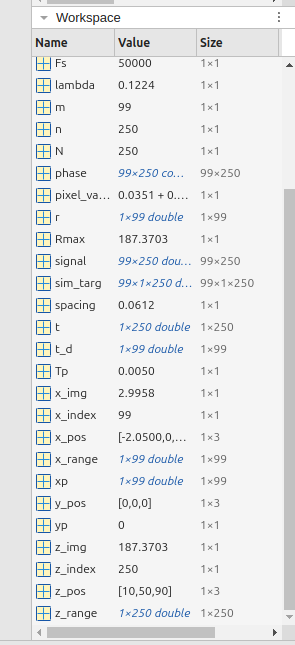 Workspace
Name Value Size
Fs 50000 1×1
lambda 0.1224 1×1
m 99 1×1
n 250 1×1
N 250 1×1
phase 99×250 co... 99×250
pixel_va... 0.0351 + 0.... 1×1
r 1×99 double 1×99
Rmax 187.3703 1×1
signal 99×250 dou... 99×250
sim_targ 99×1×250 d... 99×1×250
spacing 0.0612 1×1
t 1×250 double 1×250
t_d 1×99 double 1×99
Tp 0.0050 1×1
x_img 2.9958 1×1
x_index 99 1×1
x_pos [-2.0500,0,... 1×3
x_range 1×99 double 1×99
xp 1×99 double 1×99
y_pos [0,0,0] 1×3
yp 0 1×1
z_img 187.3703 1×1
z_index 250 1×1
z_pos [10,50,90] 1×3
z_range 1×250 double 1×250